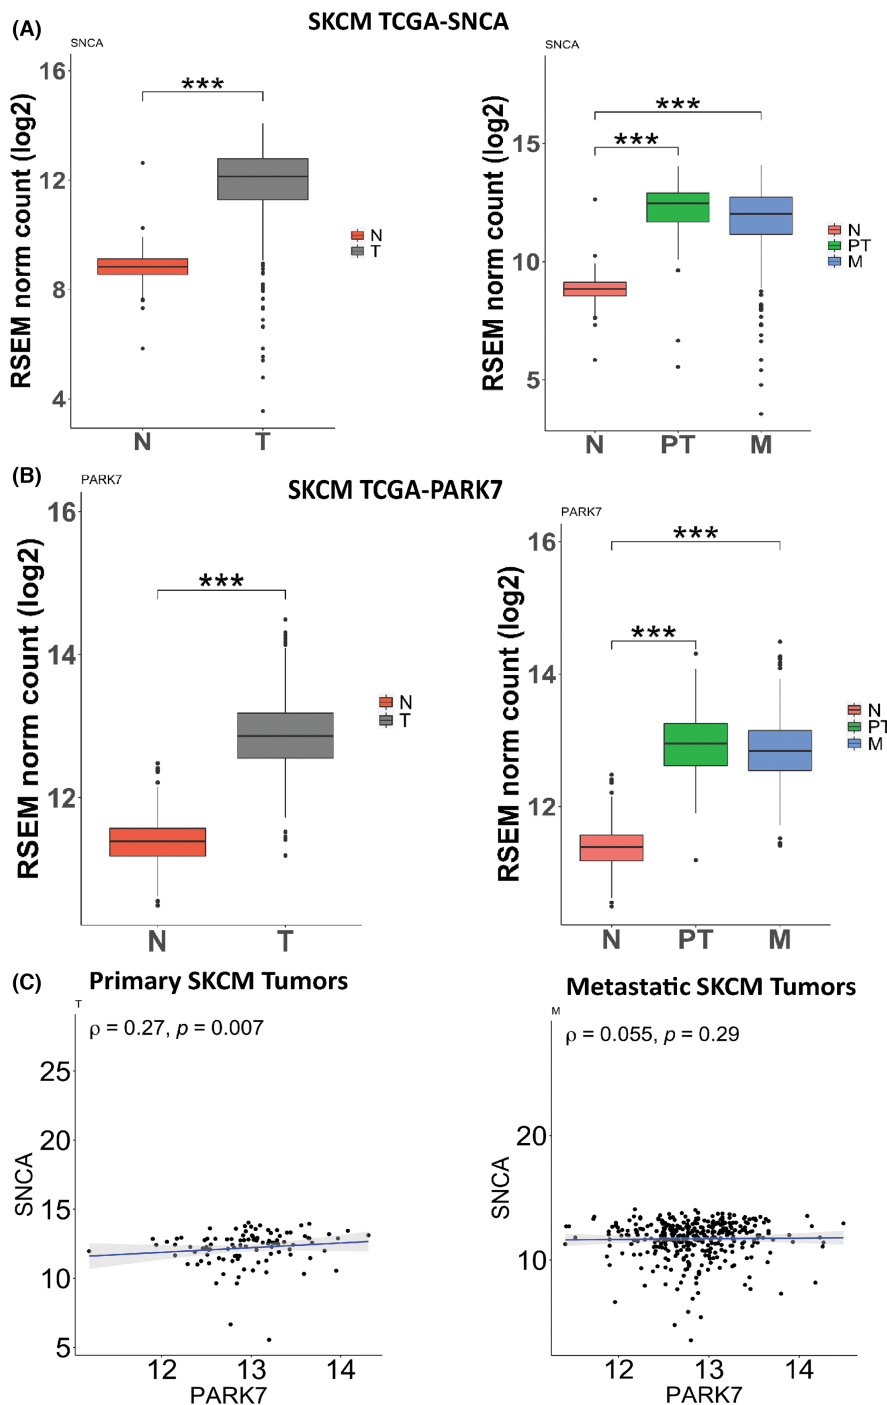 (A)
SKCM TCGA-SNCA
SNCA
16
12
8
4
RSEM norm count (log2)
***
N
T
N
T
SNCA
15
10
5
RSEM norm count (log2)
***
***
N
PT
M
N
PT
M
(B)
SKCM TCGA-PARK7
PARK7
16
14
12
RSEM norm count (log2)
***
N
T
N
T
PARK7
16
14
12
RSEM norm count (log2)
***
***
N
PT
M
N
PT
M
(C)
Primary SKCM Tumors
T
ρ = 0.27, p = 0.007
25
20
15
10
5
SNCA
12 13 14
PARK7
Metastatic SKCM Tumors
M
ρ = 0.055, p = 0.29
20
10
SNCA
12 13 14
PARK7